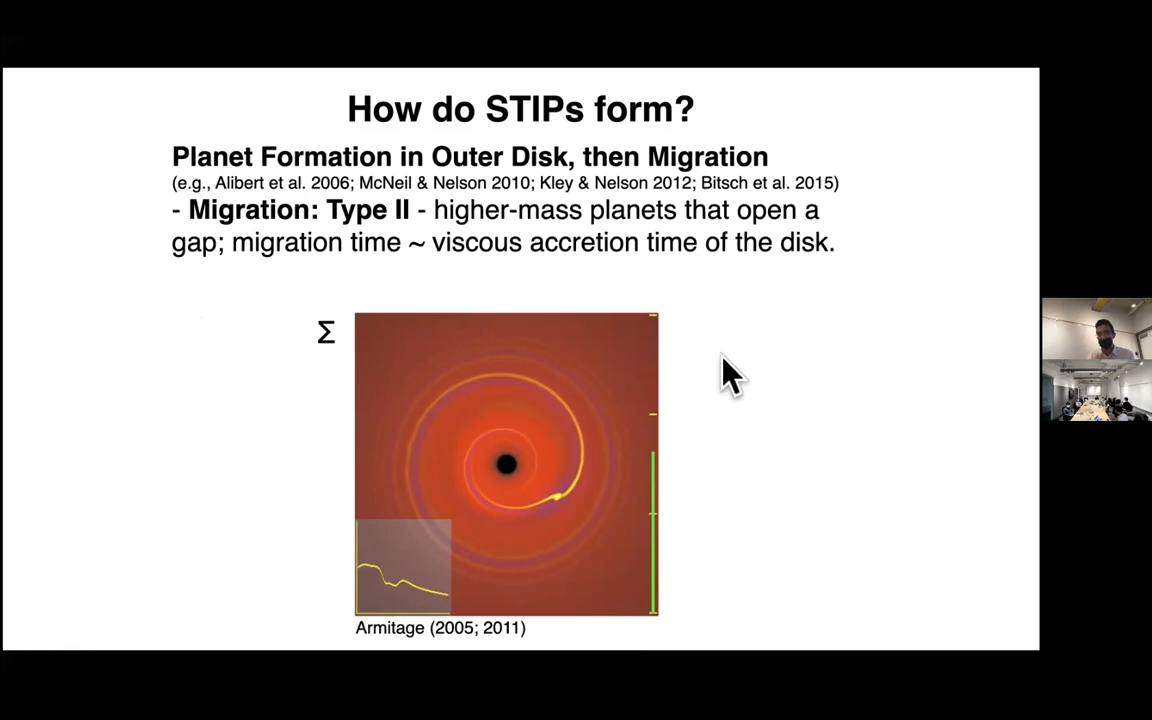 How do STIPs form?
Planet Formation in Outer Disk, then Migration
(e.g., Alibert et al. 2006; McNeil & Nelson 2010; Kley & Nelson 2012; Bitsch et al. 2015)
- Migration: Type II - higher-mass planets that open a
gap; migration time ~ viscous accretion time of the disk.
Σ
Armitage (2005; 2011)